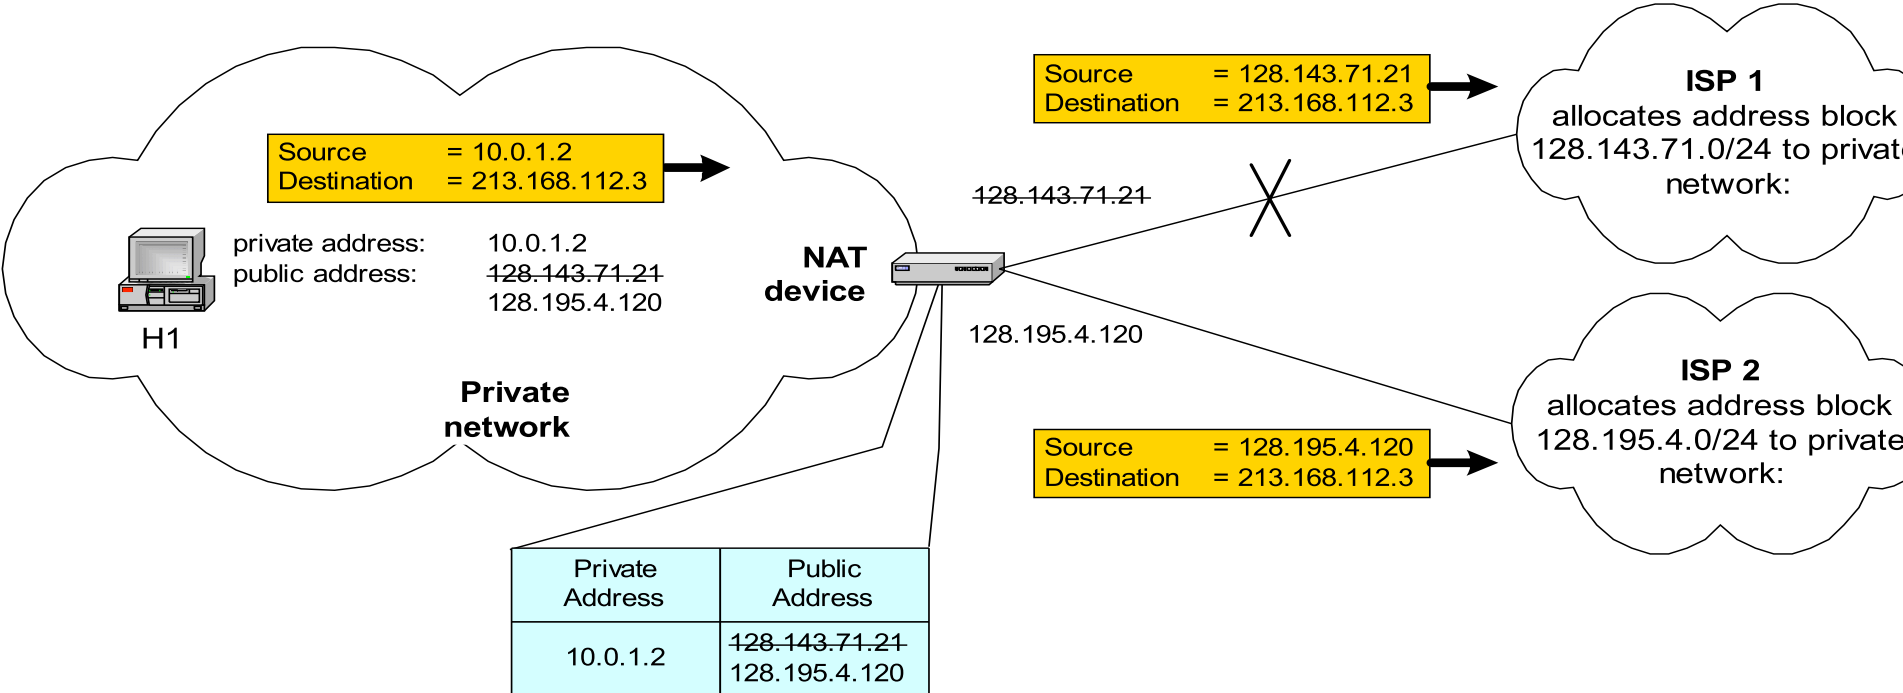 Source = 128.143.71.21
Destination = 213.168.112.3
ISP 1
allocates address block
128.143.71.0/24 to private
network:
Source = 10.0.1.2
Destination = 213.168.112.3
128.143.71.21
private address: 10.0.1.2
public address: 128.143.71.21
128.195.4.120
H1
NAT
device
128.195.4.120
Private
network
ISP 2
allocates address block
128.195.4.0/24 to private
network:
Source = 128.195.4.120
Destination = 213.168.112.3
Private
Address
Public
Address
10.0.1.2
128.143.71.21
128.195.4.120